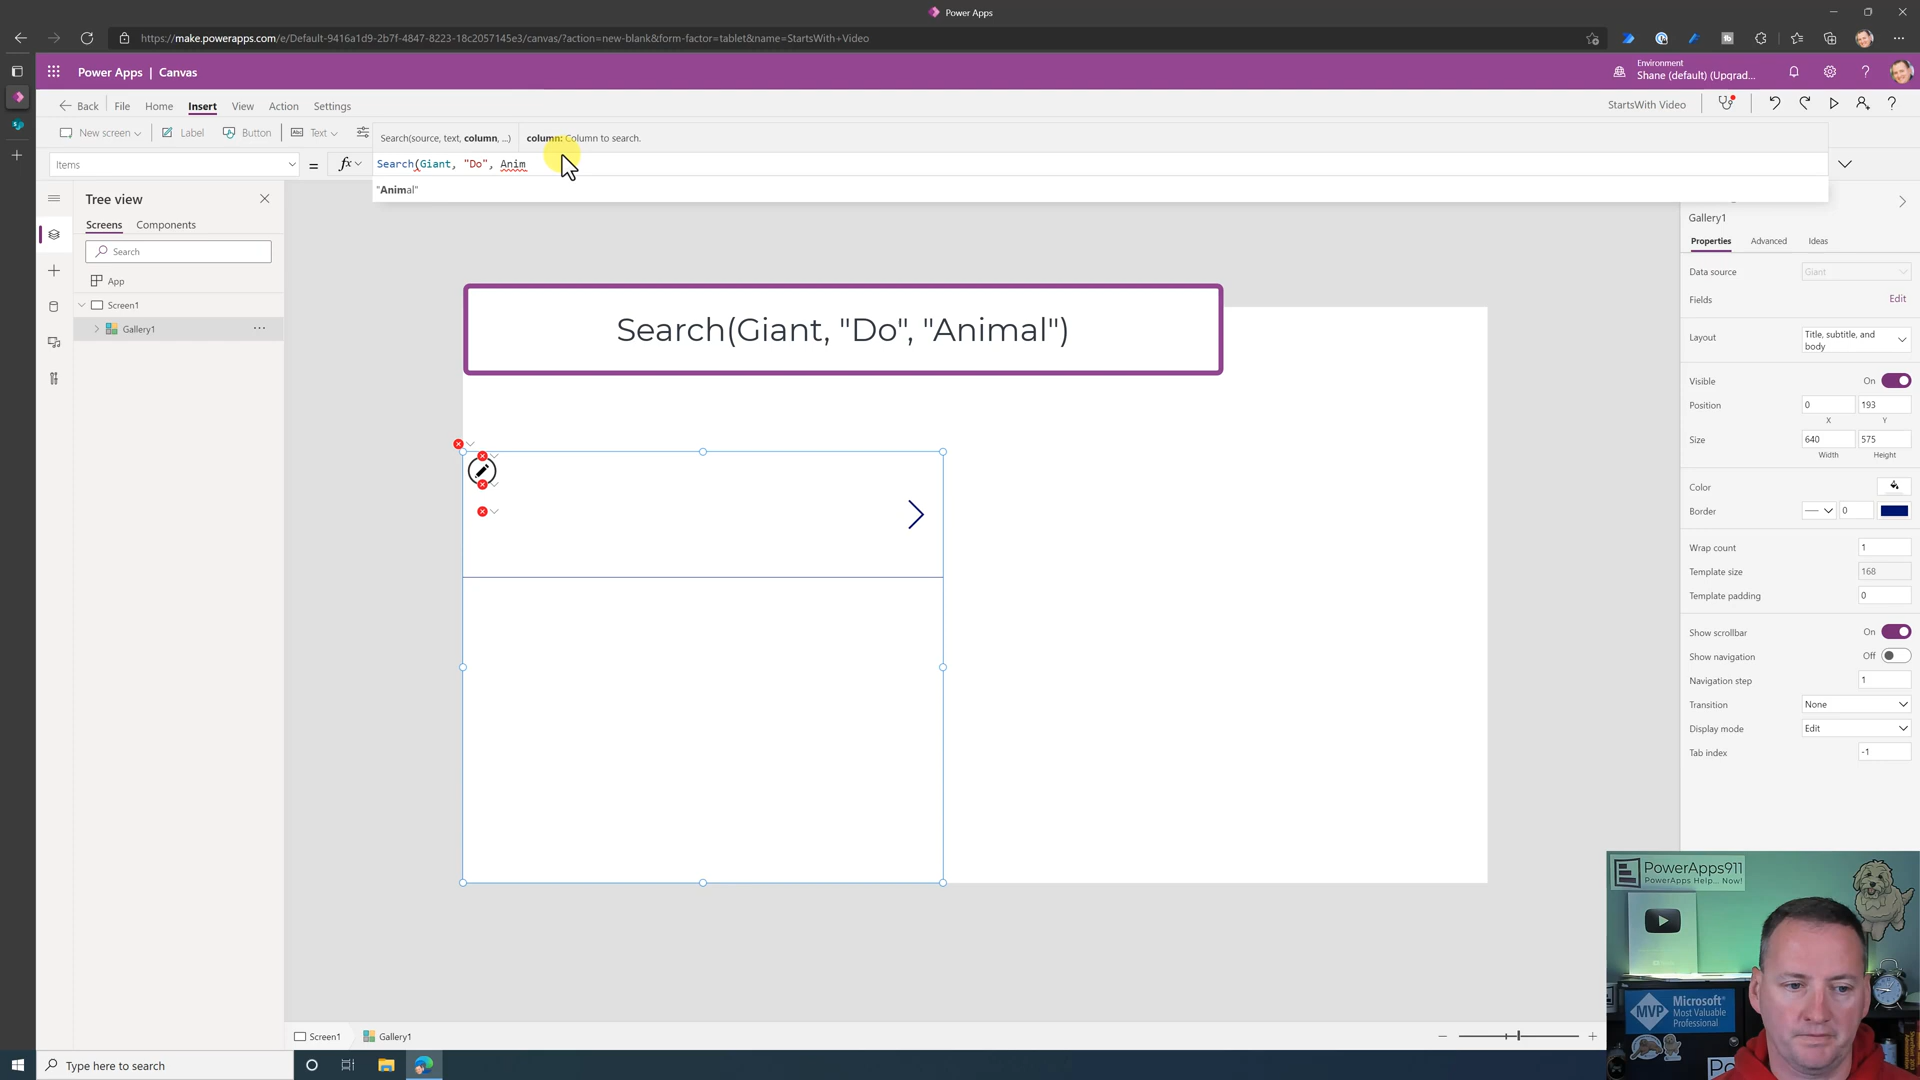 Power Apps
https://make.powerapps.com/e/Default-9416a1d9-2b7f-4847-8223-18c2057145e3/canvas/?action=new-blank&form-factor=tablet&name=StartsWith+Video
Power Apps | Canvas
Environment
Shane (default) (Upqrad...
Back File Home Insert View Action Settings
StartsWith Video
New screen Label Button Text
Search(source, text, column, ...) column: Column to search.
Items = fx Search(Giant, "Do", Anim
"Animal"
Tree view
Screens Components
Search
App
Screen1
Gallery1
Search(Giant, "Do", "Animal")
Gallery1
Properties Advanced Ideas
Data source Giant
Fields Edit
Layout Title, subtitle, and body
Visible On
Position 0 193
X Y
Size 640 575
Width Height
Color
Border 0
Wrap count 1
Template size 168
Template padding 0
Show scrollbar On
Show navigation Off
Navigation step 1
Transition None
Display mode Edit
Tab index -1
PowerApps911
PowerApps Help... Now!
Microsoft
MVP Most Valuable
Professional
Screen1 Gallery1
Type here to search